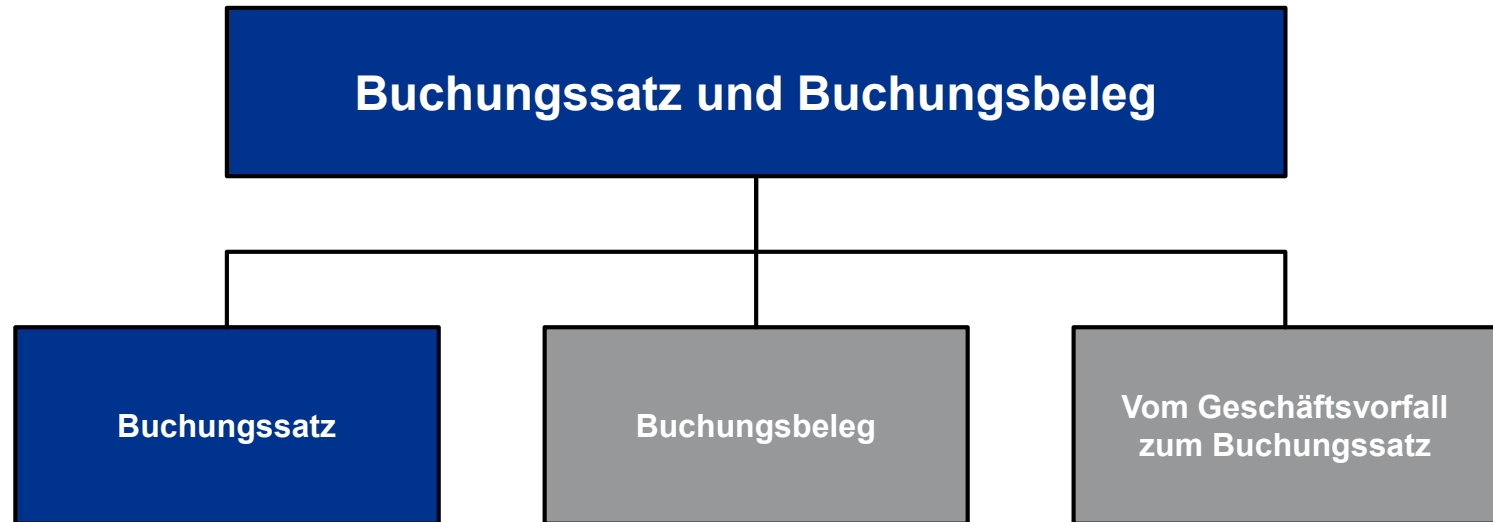 Buchungssatz und Buchungsbeleg
Buchungssatz
Buchungsbeleg
Vom Geschäftsvorfall
zum Buchungssatz